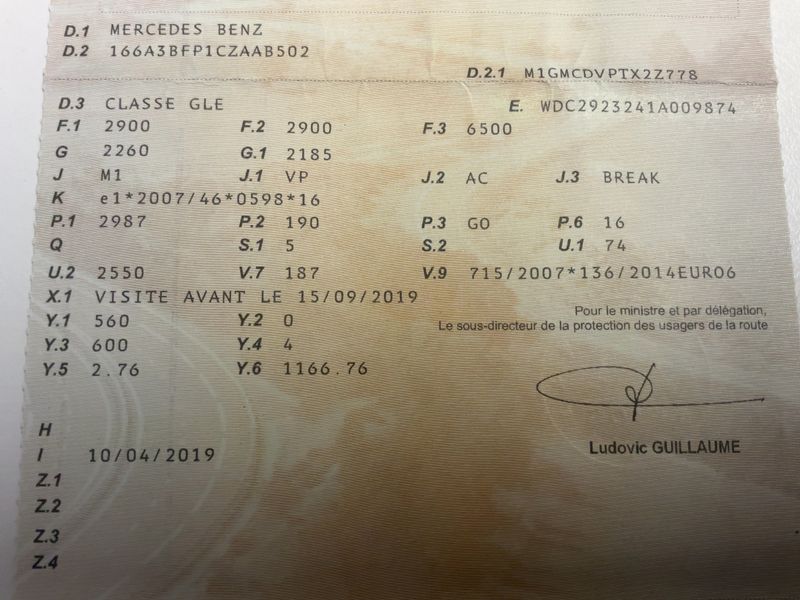 D.1 MERCEDES BENZ
D.2 166A3BFP1CZAAB502
D.2.1 M1GMCDVPTX2Z778
D.3 CLASSE GLE E. WDC2923241A009874
F.1 2900 F.2 2900 F.3 6500
G 2260 G.1 2185
J M1 J.1 VP J.2 AC J.3 BREAK
K e1*2007/46*0598*16
P.1 2987 P.2 190 P.3 GO P.6 16
Q S.1 5 S.2 U.1 74
U.2 2550 V.7 187 V.9 715/2007*136/2014EURO6
X.1 VISITE AVANT LE 15/09/2019
Y.1 560 Y.2 0
Y.3 600 Y.4 4
Y.5 2.76 Y.6 1166.76
Pour le ministre et par délégation,
Le sous-directeur de la protection des usagers de la route
Ludovic GUILLAUME
H
I 10/04/2019
Z.1
Z.2
Z.3
Z.4